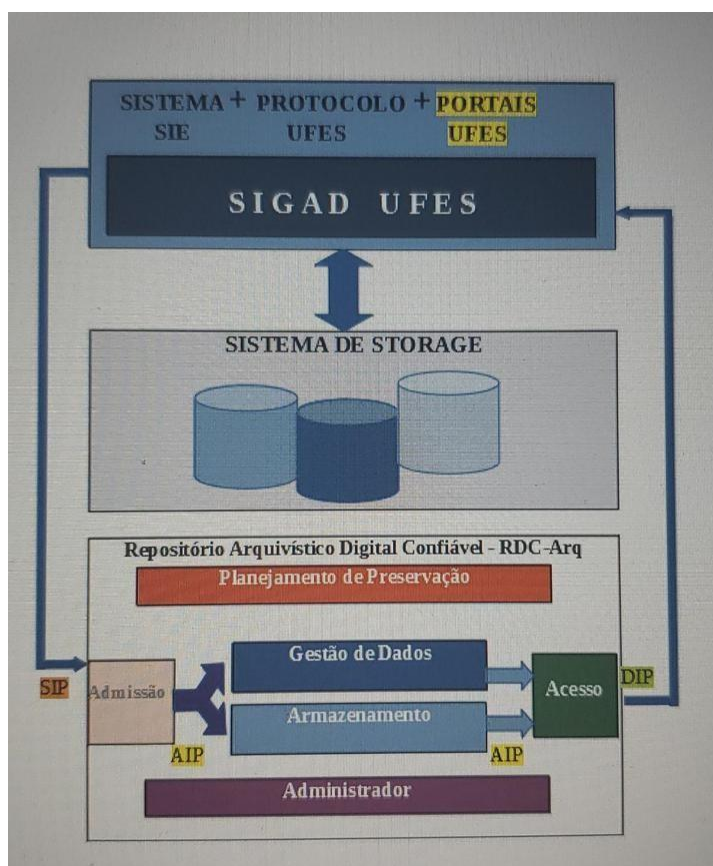 SISTEMA + PROTOCOLO + PORTAIS
SIE UFES UFES
SIGAD UFES
SISTEMA DE STORAGE
Repositório Arquivístico Digital Confiável - RDC-Arq
Planejamento de Preservação
Gestão de Dados
SIP
Admissão
Acesso
DIP
Armazenamento
AIP
AIP
Administrador